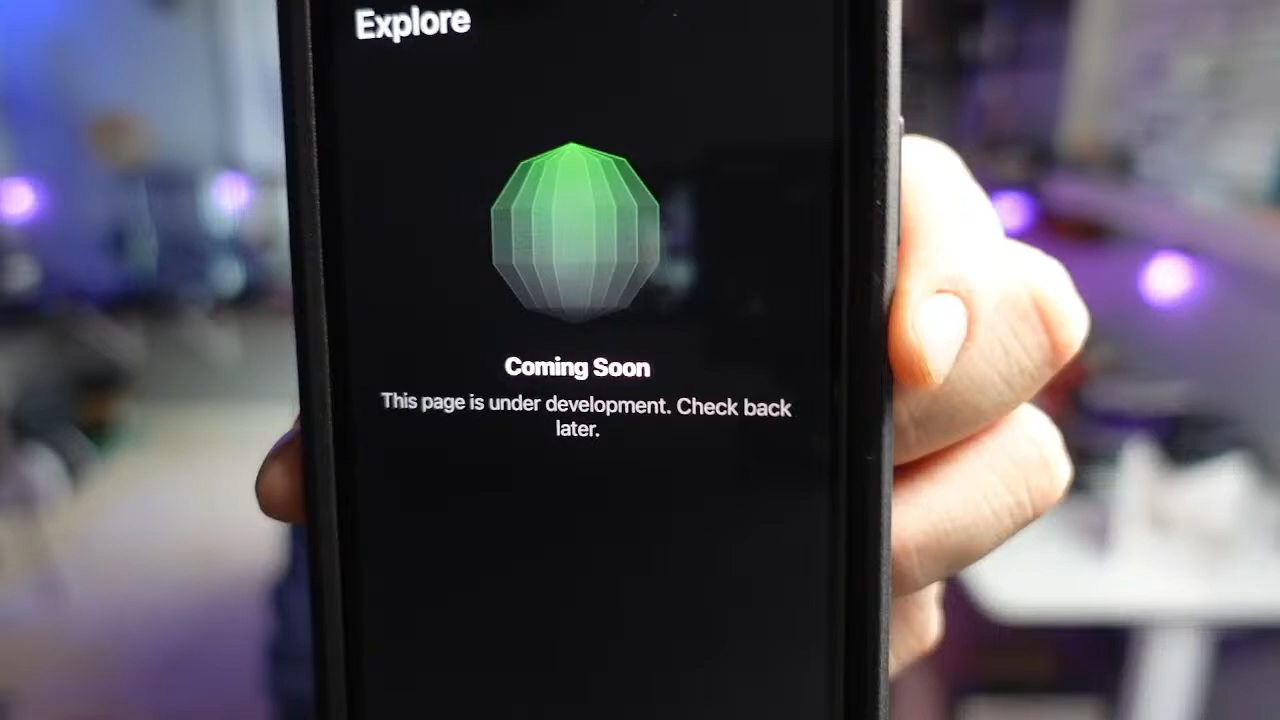 Explore
Coming Soon
This page is under development. Check back
later.